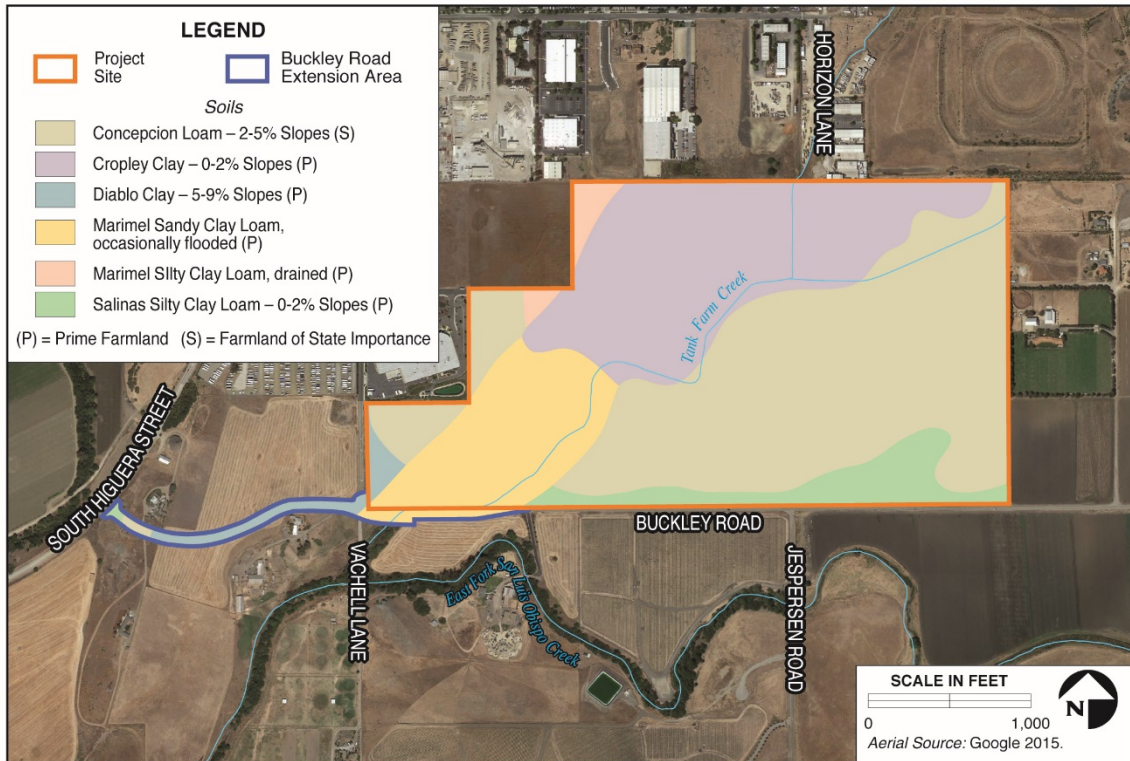 LEGEND
Project
Site
Buckley Road
Extension Area
Soils
Concepcion Loam – 2-5% Slopes (S)
Cropley Clay – 0-2% Slopes (P)
Diablo Clay – 5-9% Slopes (P)
Marimel Sandy Clay Loam,
occasionally flooded (P)
Marimel SIlty Clay Loam, drained (P)
Salinas Silty Clay Loam – 0-2% Slopes (P)
(P) = Prime Farmland (S) = Farmland of State Importance
HORIZON LANE
Tank Farm Creek
SOUTH HIGUERA STREET
BUCKLEY ROAD
VACHELL LANE
East Fork San Luis Obispo Creek
JESPERSEN ROAD
SCALE IN FEET
0 1,000
N
Aerial Source: Google 2015.